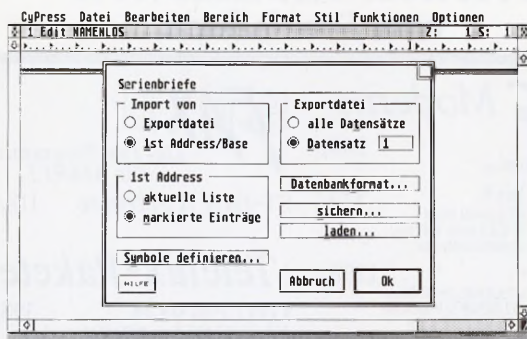 CyPress Datei Bearbeiten Bereich Format Stil Funktionen Optionen
1 Edit NAMENLOS Z: 1 S: 1
Serienbriefe
Import von
Exportdatei
1st Address/Base
Exportdatei
alle Datensätze
Datensatz 1
1st Address
aktuelle Liste
markierte Einträge
Datenbankformat...
sichern...
laden...
Symbole definieren...
HILFE
Abbruch
Ok